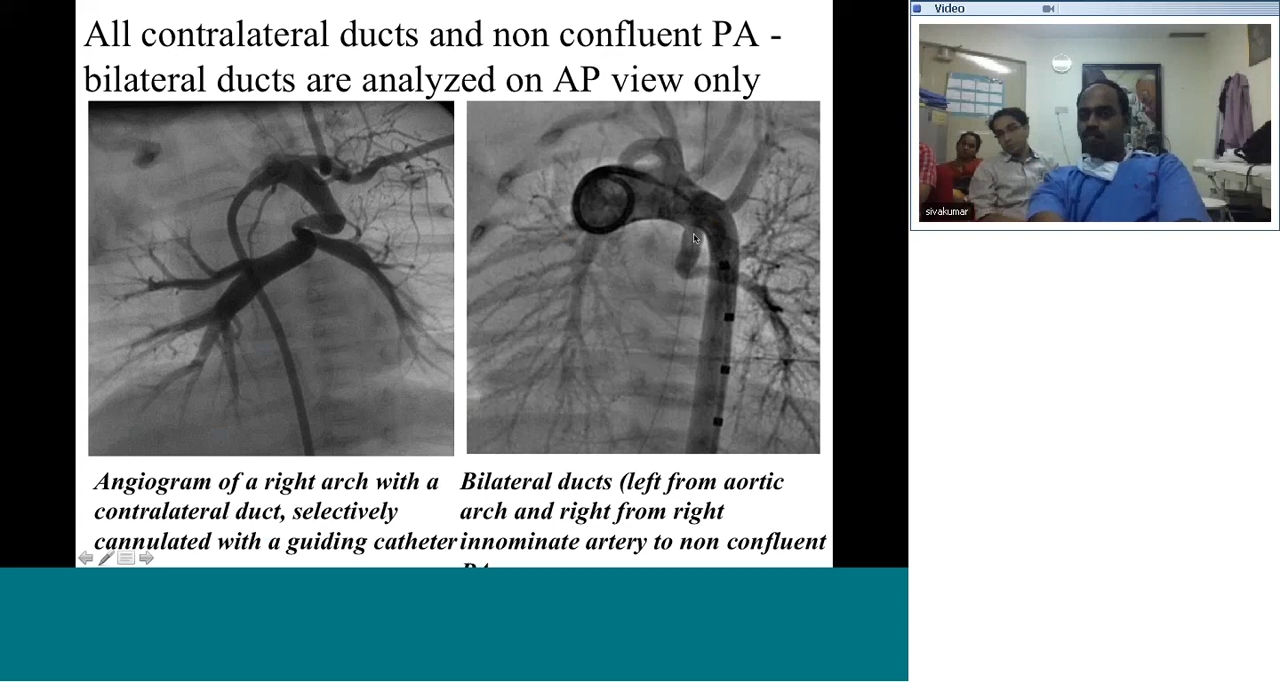 All contralateral ducts and non confluent PA -
bilateral ducts are analyzed on AP view only
Angiogram of a right arch with a
contralateral duct, selectively
cannulated with a guiding catheter
Bilateral ducts (left from aortic
arch and right from right
innominate artery to non confluent
PA
Video
sivakumar